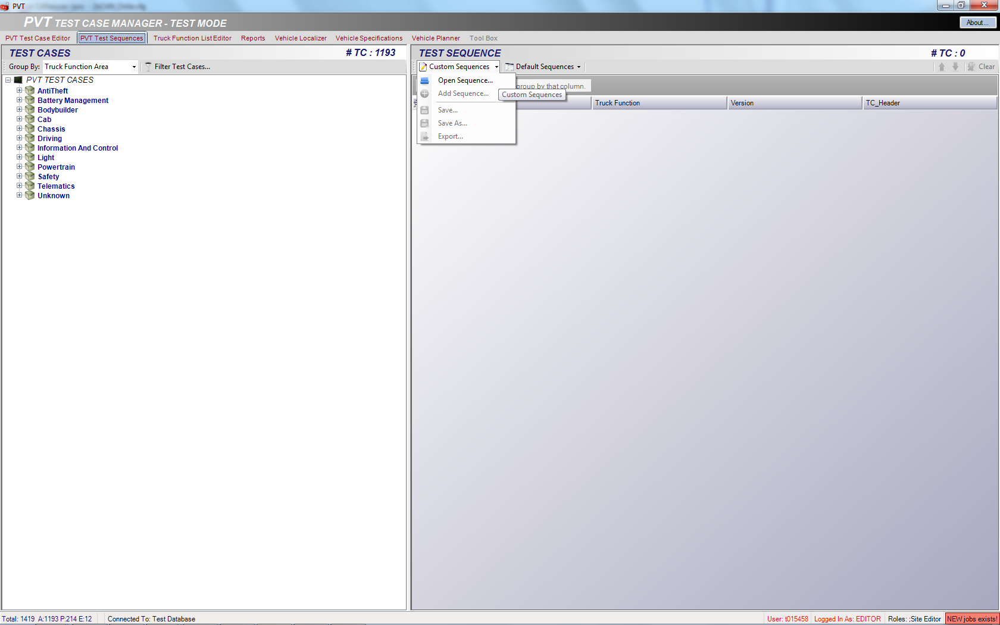 PVT
PVT TEST CASE MANAGER - TEST MODE
About...
PVT Test Case Editor PVT Test Sequences Truck Function List Editor Reports Vehicle Localizer Vehicle Specifications Vehicle Planner Tool Box
TEST CASES # TC : 1193
Group By: Truck Function Area Filter Test Cases...
PVT TEST CASES
AntiTheft
Battery Management
Bodybuilder
Cab
Chassis
Driving
Information And Control
Light
Powertrain
Safety
Telematics
Unknown
TEST SEQUENCE # TC : 0
Custom Sequences Default Sequences Clear
Open Sequence...
Add Sequence...
Save...
Save As...
Export...
group by that column.
Custom Sequences
Truck Function Version TC_Header
Total: 1419 A:1193 P:214 E:12 Connected To: Test Database User: t015458 Logged In As: EDITOR Roles: ;Site Editor NEW jobs exists!